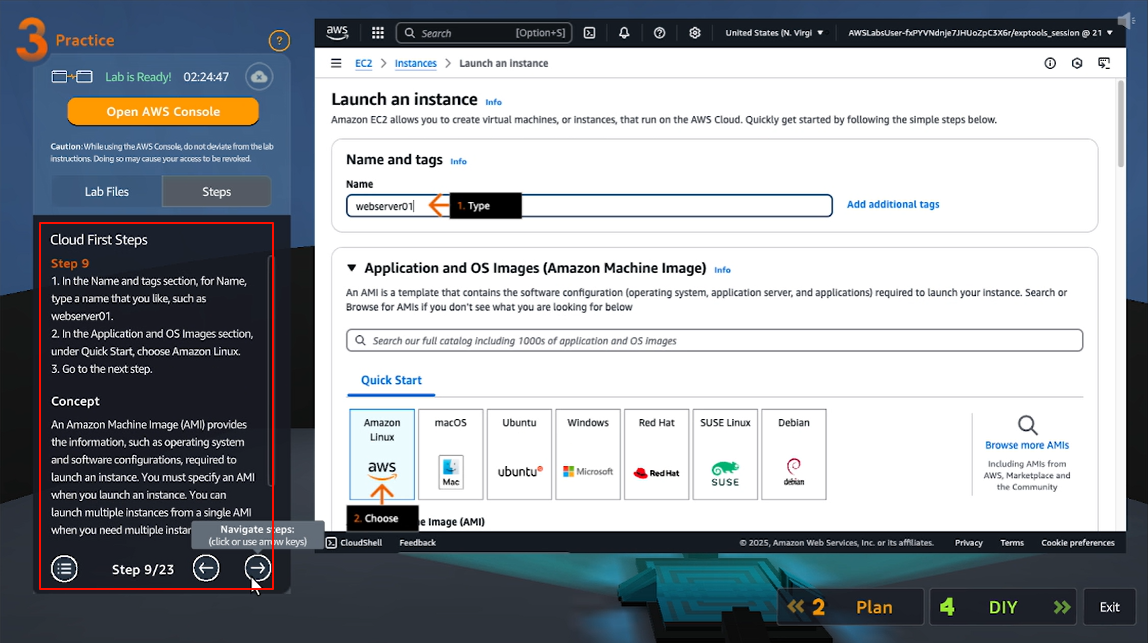 3 Practice
?
Lab is Ready! 02:24:47
Open AWS Console
Caution: While using the AWS Console, do not deviate from the lab
instructions. Doing so may cause your access to be revoked.
Lab Files Steps
Cloud First Steps
Step 9
1. In the Name and tags section, for Name,
type a name that you like, such as
webserver01.
2. In the Application and OS Images section,
under Quick Start, choose Amazon Linux.
3. Go to the next step.
Concept
An Amazon Machine Image (AMI) provides
the information, such as operating system
and software configurations, required to
launch an instance. You must specify an AMI
when you launch an instance. You can
launch multiple instances from a single AMI
when you need multiple instan
Navigate steps:
(click or use arrow keys)
Step 9/23
aws Search [Option+S] United States (N. Virgi AWSLabsUser-fxPYVNdnje7JHUoZpC3X6r/exptools_session @ 21
EC2 Instances Launch an instance
Launch an instance Info
Amazon EC2 allows you to create virtual machines, or instances, that run on the AWS Cloud. Quickly get started by following the simple steps below.
Name and tags Info
Name
webserver01 1. Type Add additional tags
Application and OS Images (Amazon Machine Image) Info
An AMI is a template that contains the software configuration (operating system, application server, and applications) required to launch your instance. Search or
Browse for AMIs if you don't see what you are looking for below
Search our full catalog including 1000s of application and OS images
Quick Start
Amazon
Linux
aws
macOS
Mac
Ubuntu
ubuntu
Windows
Microsoft
Red Hat
Red Hat
SUSE Linux
SUSE
Debian
debian
Browse more AMIs
Including AMIs from
AWS, Marketplace and
the Community
2. Choose ne Image (AMI)
CloudShell Feedback © 2025, Amazon Web Services, Inc. or its affiliates. Privacy Terms Cookie preferences
2 Plan 4 DIY Exit